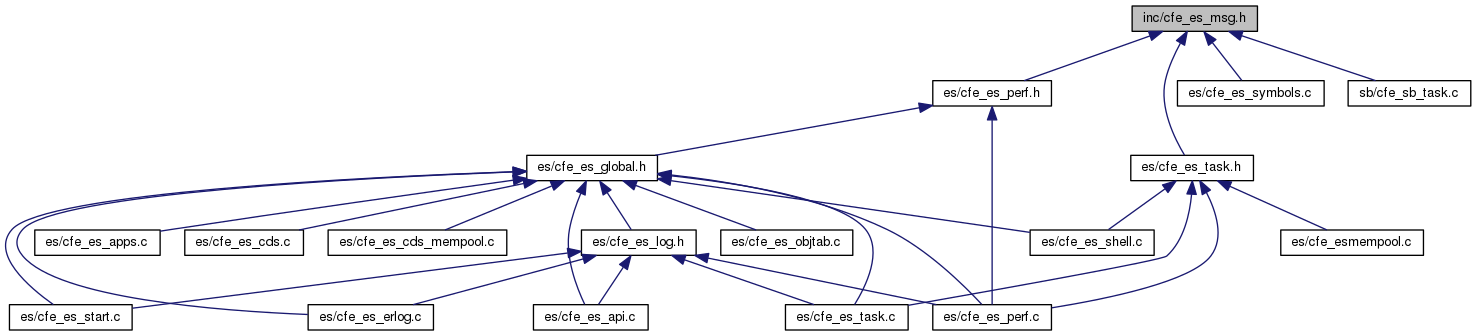 inc/cfe_es_msg.h
es/cfe_es_perf.h
es/cfe_es_symbols.c
sb/cfe_sb_task.c
es/cfe_es_global.h
es/cfe_es_task.h
es/cfe_es_apps.c
es/cfe_es_cds.c
es/cfe_es_cds_mempool.c
es/cfe_es_log.h
es/cfe_es_objtab.c
es/cfe_es_shell.c
es/cfe_esmempool.c
es/cfe_es_start.c
es/cfe_es_erlog.c
es/cfe_es_api.c
es/cfe_es_task.c
es/cfe_es_perf.c